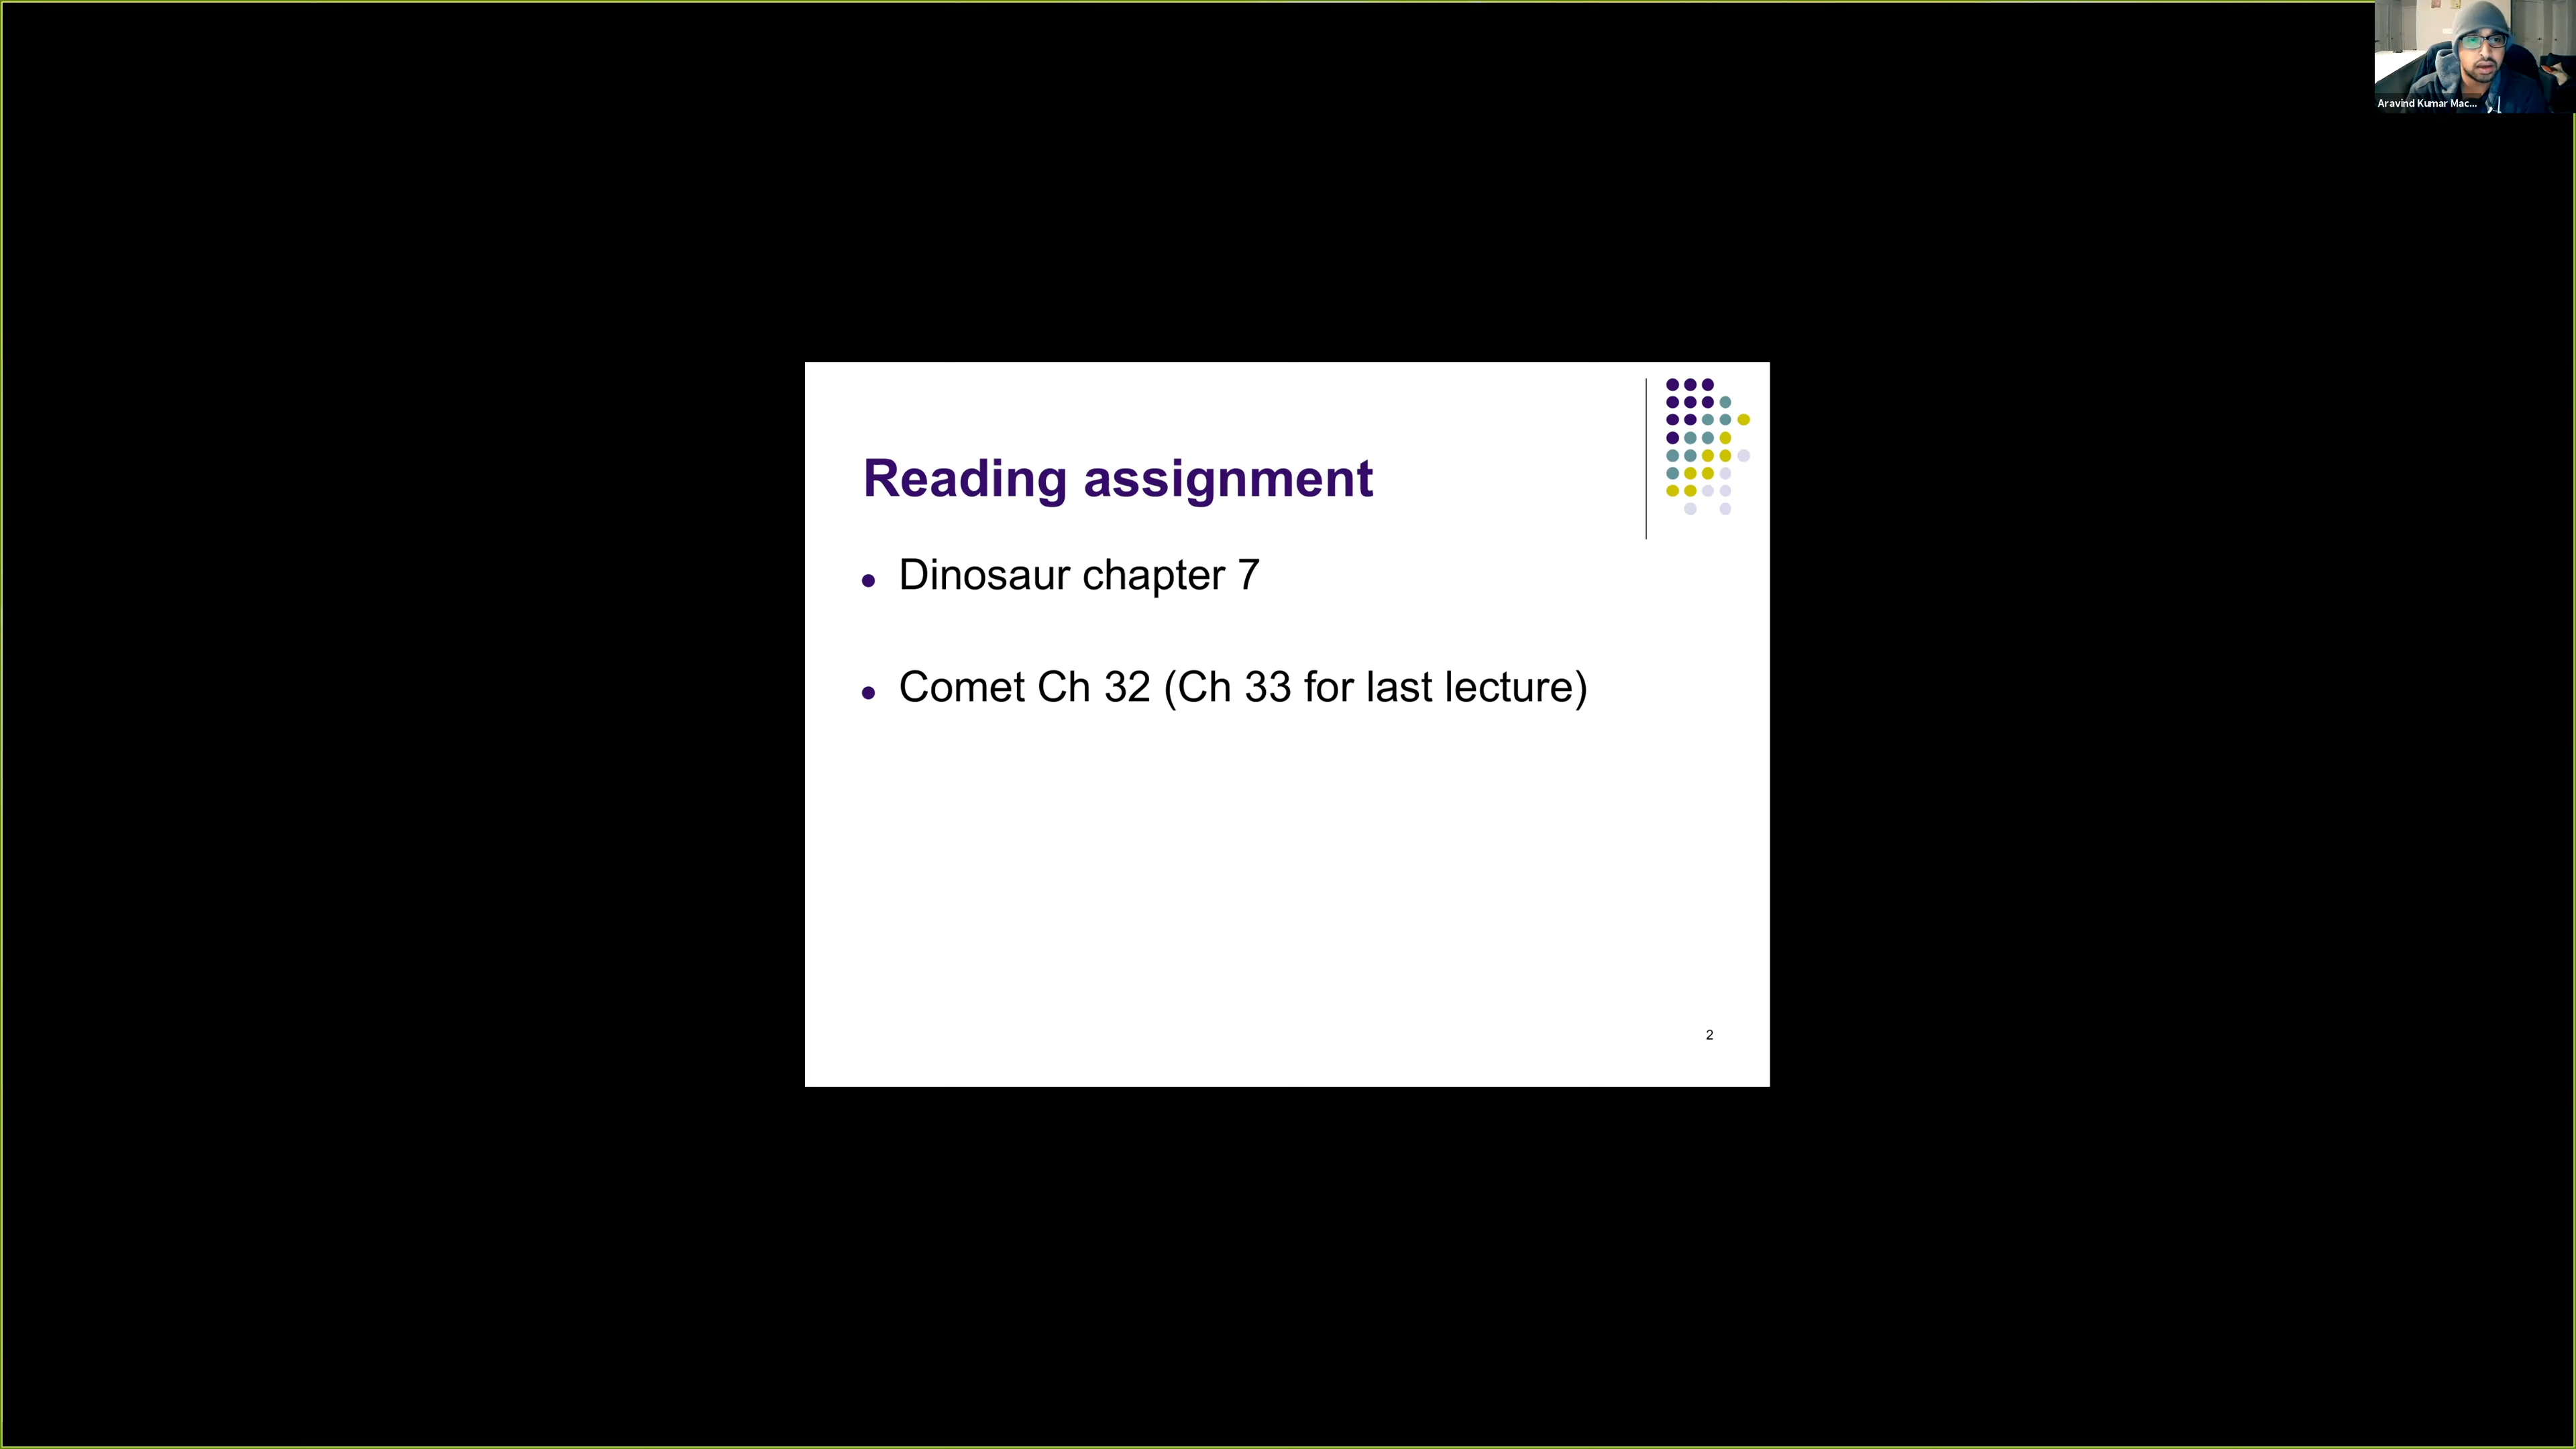 Aravind Kumar Mac...
Reading assignment
Dinosaur chapter 7
Comet Ch 32 (Ch 33 for last lecture)
2